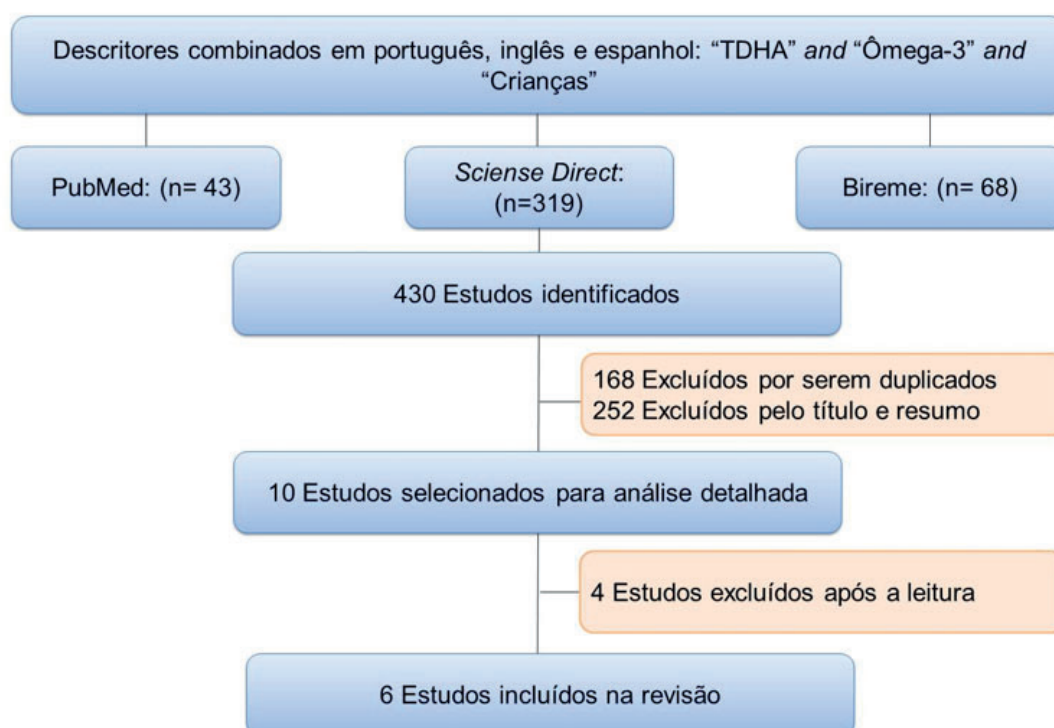 Descritores combinados em português, inglês e espanhol: “TDHA” and “Ômega-3” and
“Crianças”
PubMed: (n= 43)
Sciense Direct:
(n=319)
Bireme: (n= 68)
430 Estudos identificados
168 Excluídos por serem duplicados
252 Excluídos pelo título e resumo
10 Estudos selecionados para análise detalhada
4 Estudos excluídos após a leitura
6 Estudos incluídos na revisão